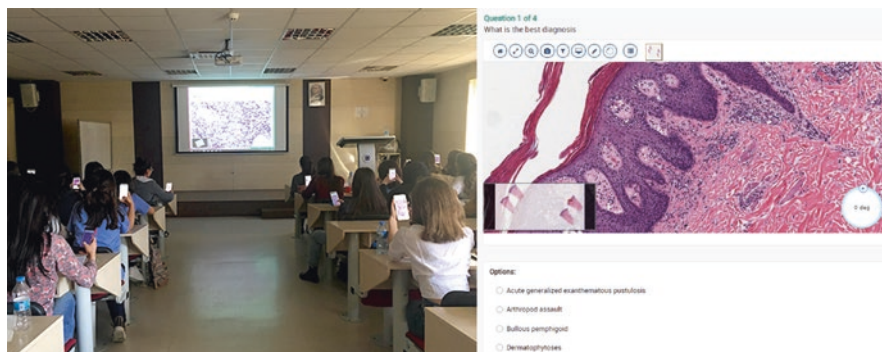 Question 1 of 4
What is the best diagnosis
0 deg
Options:
Acute generalized exanthematous pustulosis
Arthropod assault
Bullous pemphigoid
Dermatophytoses